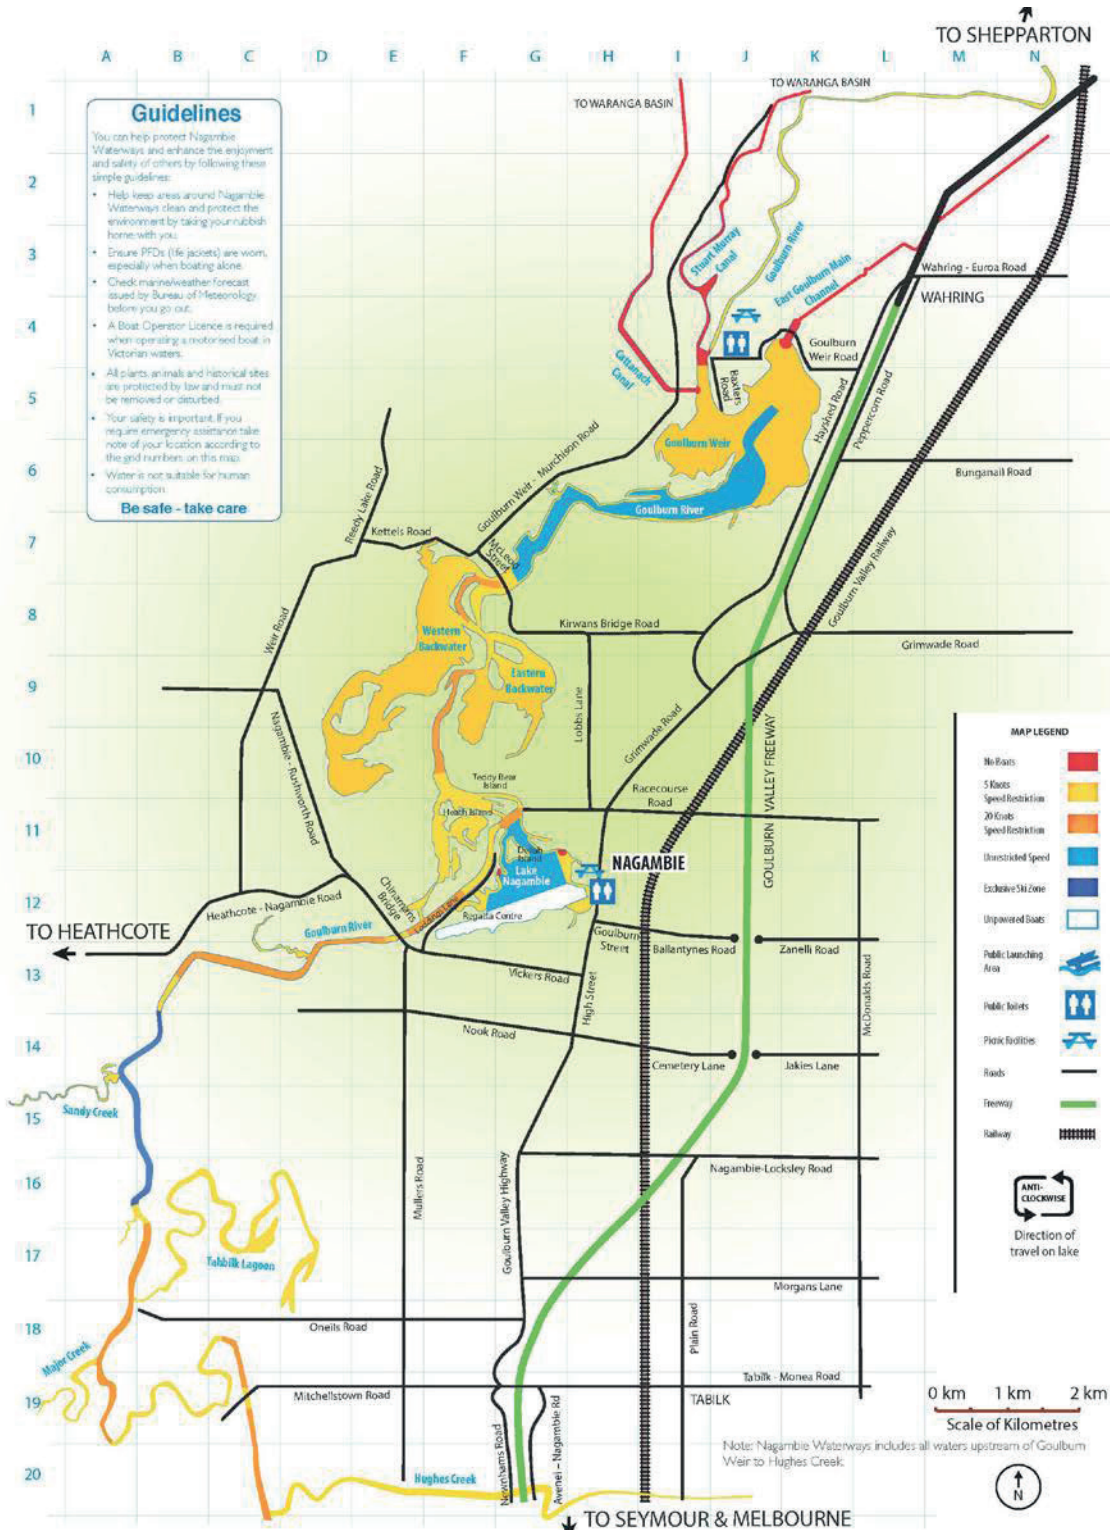 TO SHEPPARTON
A B C D E F G H I J K L M N
1
2
3
4
5
6
7
8
9
10
11
12
13
14
15
16
17
18
19
20
Guidelines
You can help protect Nagambie
Waterways and enhance the enjoyment
and safety of others by following these
simple guidelines:
• Help keep areas around Nagambie
Waterways clean and protect the
environment by taking your rubbish
home with you.
• Ensure PFDs (life jackets) are worn,
especially when boating alone.
• Check marine/weather forecast
issued by Bureau of Meteorology
before you go out.
• A Boat Operator Licence is required
when operating a motorised boat in
Victorian waters.
• All plants, animals and historical sites
are protected by law and must not
be removed or disturbed.
• Your safety is important. If you
require emergency assistance take
note of your location according to
the grid numbers on this map.
• Water is not suitable for human
consumption.
Be safe - take care
TO WARANGA BASIN
TO WARANGA BASIN
Stuart Murray
Canal
Goulburn River
East Goulburn Main
Channel
Wahring - Euroa Road
WAHRING
Cattanach
Canal
Goulburn
Weir Road
Baxters
Road
Hayshed Road
Peppercorn Road
Goulburn Weir
Goulburn Weir - Murchison Road
Bunganail Road
Goulburn River
Reedy Lake Road
Kettels Road
McLeod
Street
Goulburn Valley Railway
Western
Backwater
Kirwans Bridge Road
Grimwade Road
Weir Road
Eastern
Backwater
Lobbs Lane
Grimwade Road
Nagambie - Rushworth Road
GOULBURN VALLEY FREEWAY
Teddy Bear
Island
Racecourse
Road
Heath Island
Lake
Nagambie
NAGAMBIE
Chinamans
Bridge
Regatta Centre
Heathcote - Nagambie Road
TO HEATHCOTE
Goulburn River
Goulburn
Street
Ballantynes Road
Zanelli Road
McDonalds Road
Vickers Road
High Street
Nook Road
Cemetery Lane
Jakies Lane
Sandy Creek
Mullers Road
Goulburn Valley Highway
Nagambie-Locksley Road
Tahbilk Lagoon
Morgans Lane
Oneils Road
Plain Road
Major Creek
Mitchellstown Road
Tabilk - Monea Road
TABILK
Newnhams Road
Avenel - Nagambie Rd
Hughes Creek
TO SEYMOUR & MELBOURNE
MAP LEGEND
No Boats
5 Knots
Speed Restriction
20 Knots
Speed Restriction
Unrestricted Speed
Exclusive Ski Zone
Unpowered Boats
Public Launching
Area
Public Toilets
Picnic Facilities
Roads
Freeway
Railway
ANTI-
CLOCKWISE
Direction of
travel on lake
0 km 1 km 2 km
Scale of Kilometres
Note: Nagambie Waterways includes all waters upstream of Goulburn
Weir to Hughes Creek
N